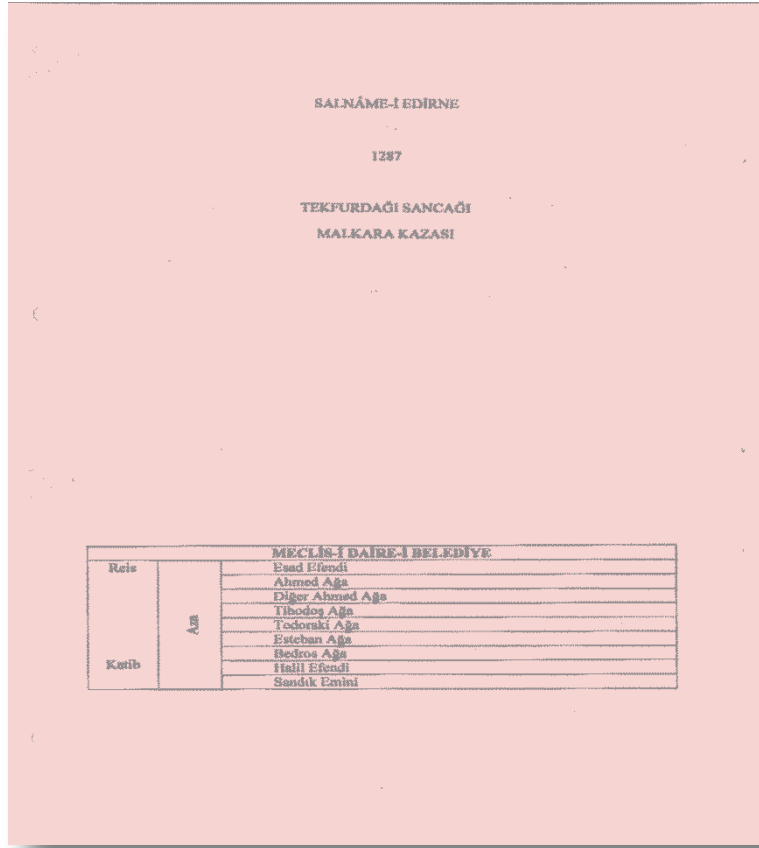 SALNÂME-İ EDİRNE
1287
TEKFURDAĞI SANCAĞI
MALKARA KAZASI
MECLİS-İ DAİRE-İ BELEDİYE
Reis
Aza
Esad Efendi
Ahmed Ağa
Diğer Ahmed Ağa
Tihodoş Ağa
Todoraki Ağa
Esteban Ağa
Bedros Ağa
Katib
Halil Efendi
Sandık Emini